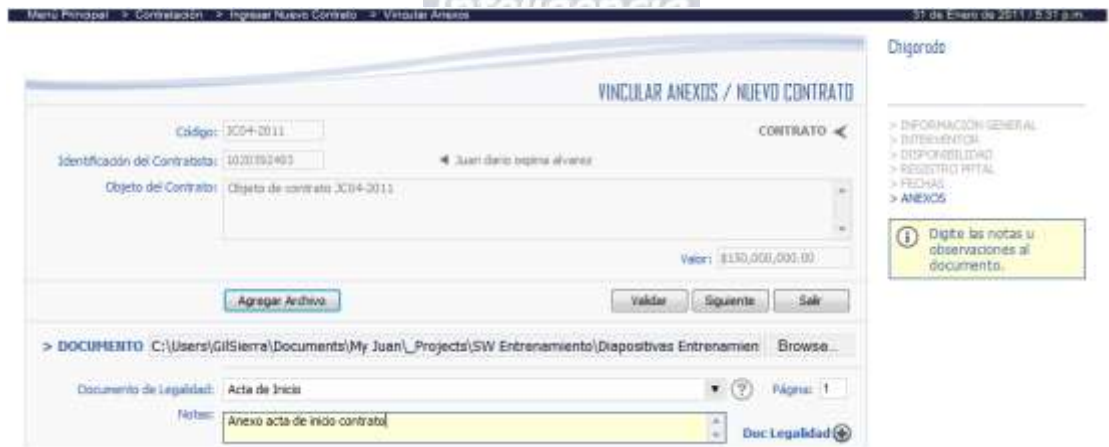 Menú Principal > Contratación > Ingresar Nuevo Contrato > Vincular Anexos
31 de Enero de 2011 / 5:31 p.m.
Chigorodo
VINCULAR ANEXOS / NUEVO CONTRATO
Código: JC04-2011
CONTRATO
Identificación del Contratista:
Juan dario ospina alvarez
Objeto del Contrato: Objeto de contrato JC04-2011
Valor: $150,000,000.00
> INFORMACIÓN GENERAL
> INTERVENTOR
> DISPONIBILIDAD
> REGISTRO PPTAL
> FECHAS
> ANEXOS
Digite las notas u
observaciones al
documento.
Agregar Archivo
Validar
Siguiente
Salir
> DOCUMENTO C:\Users\GilSierra\Documents\My Juan\_Projects\SW Entrenamiento\Diapositivas Entrenamien Browse...
Documento de Legalidad: Acta de Inicio
? Página: 1
Notas: Anexo acta de inicio contrato
Doc Legalidad